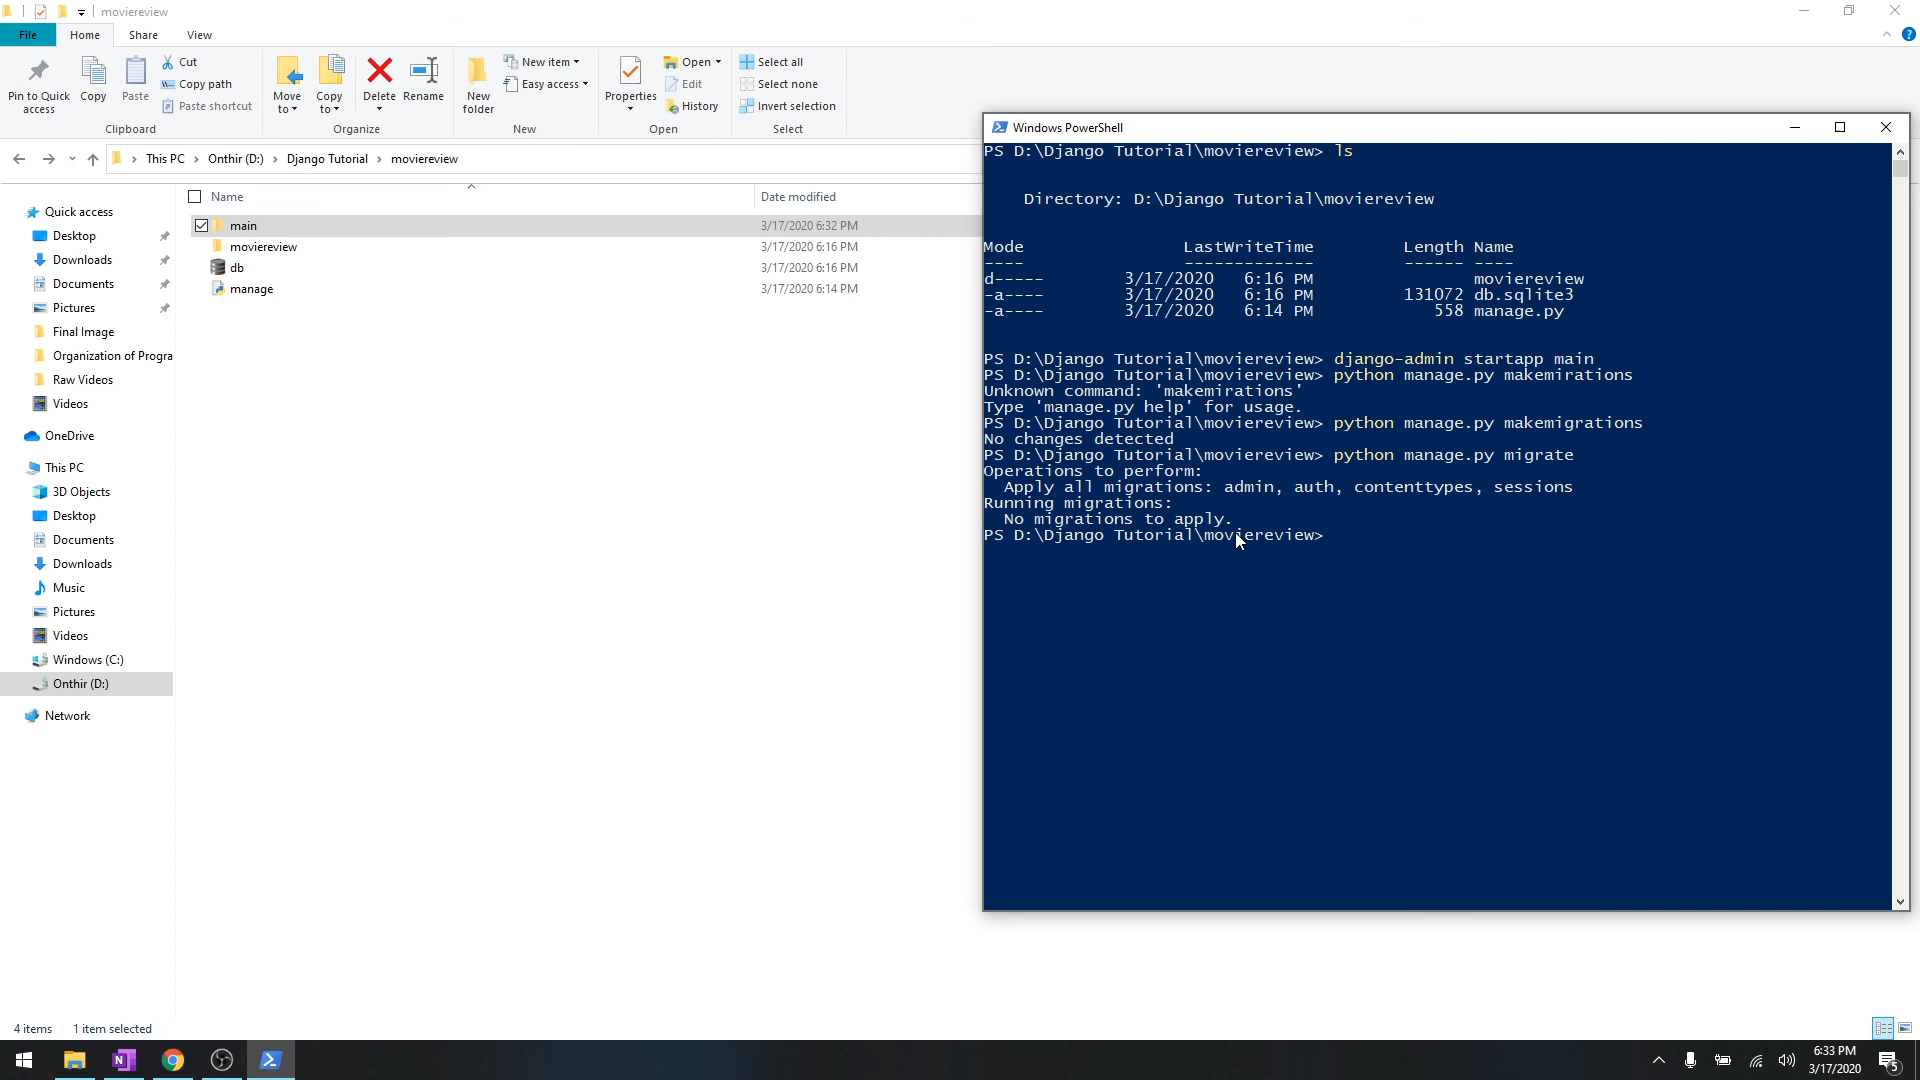 moviereview
File Home Share View
Pin to Quick access
Copy
Paste
Cut
Copy path
Paste shortcut
Clipboard
Move to
Copy to
Delete
Rename
Organize
New folder
New item
Easy access
New
Properties
Open
Edit
History
Open
Select all
Select none
Invert selection
Select
This PC > Onthir (D:) > Django Tutorial > moviereview
Name Date modified
main 3/17/2020 6:32 PM
moviereview 3/17/2020 6:16 PM
db 3/17/2020 6:16 PM
manage 3/17/2020 6:14 PM
Quick access
Desktop
Downloads
Documents
Pictures
Final Image
Organization of Progra
Raw Videos
Videos
OneDrive
This PC
3D Objects
Desktop
Documents
Downloads
Music
Pictures
Videos
Windows (C:)
Onthir (D:)
Network
4 items 1 item selected
Windows PowerShell
PS D:\Django Tutorial\moviereview> ls
Directory: D:\Django Tutorial\moviereview
Mode LastWriteTime Length Name
---- ------------- ------ ----
d----- 3/17/2020 6:16 PM moviereview
-a---- 3/17/2020 6:16 PM 131072 db.sqlite3
-a---- 3/17/2020 6:14 PM 558 manage.py
PS D:\Django Tutorial\moviereview> django-admin startapp main
PS D:\Django Tutorial\moviereview> python manage.py makemirations
Unknown command: 'makemirations'
Type 'manage.py help' for usage.
PS D:\Django Tutorial\moviereview> python manage.py makemigrations
No changes detected
PS D:\Django Tutorial\moviereview> python manage.py migrate
Operations to perform:
Apply all migrations: admin, auth, contenttypes, sessions
Running migrations:
No migrations to apply.
PS D:\Django Tutorial\moviereview>
6:33 PM
3/17/2020
5